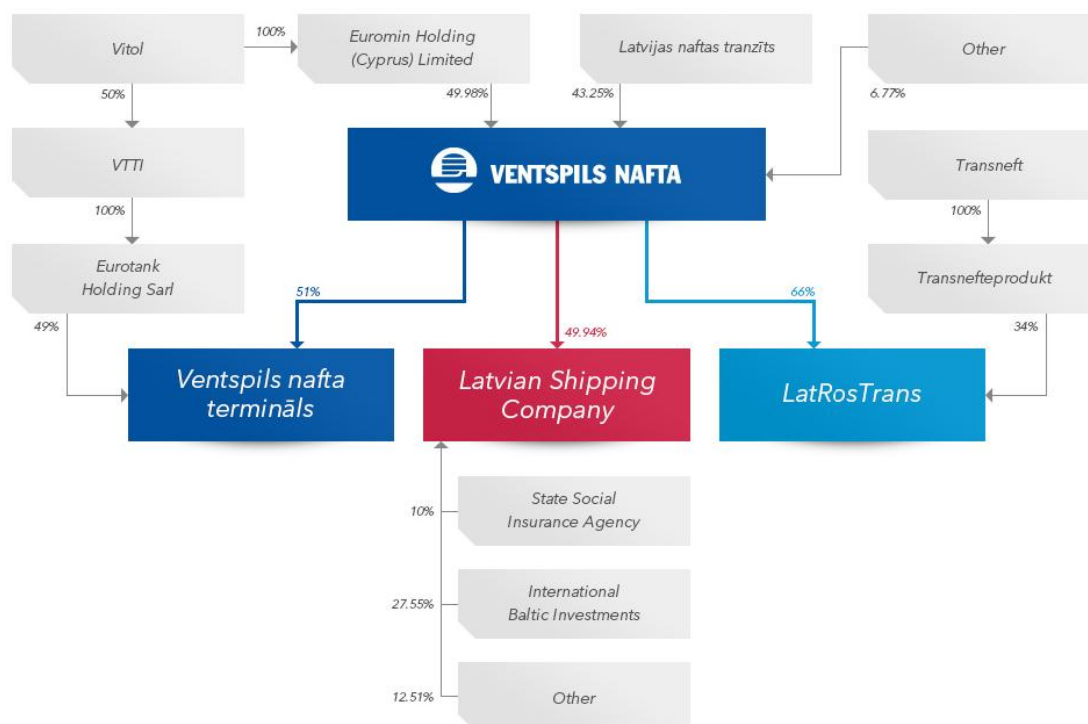 Vitol
100%
Euromin Holding
(Cyprus) Limited
Latvijas naftas tranzīts
Other
50%
49.98%
43.25%
6.77%
VTTI
VENTSPILS NAFTA
Transneft
100%
100%
Eurotank
Holding Sarl
Transnefteprodukt
51%
66%
49%
49.94%
34%
Ventspils nafta
termināls
Latvian Shipping
Company
LatRosTrans
10%
State Social
Insurance Agency
27.55%
International
Baltic Investments
12.51%
Other